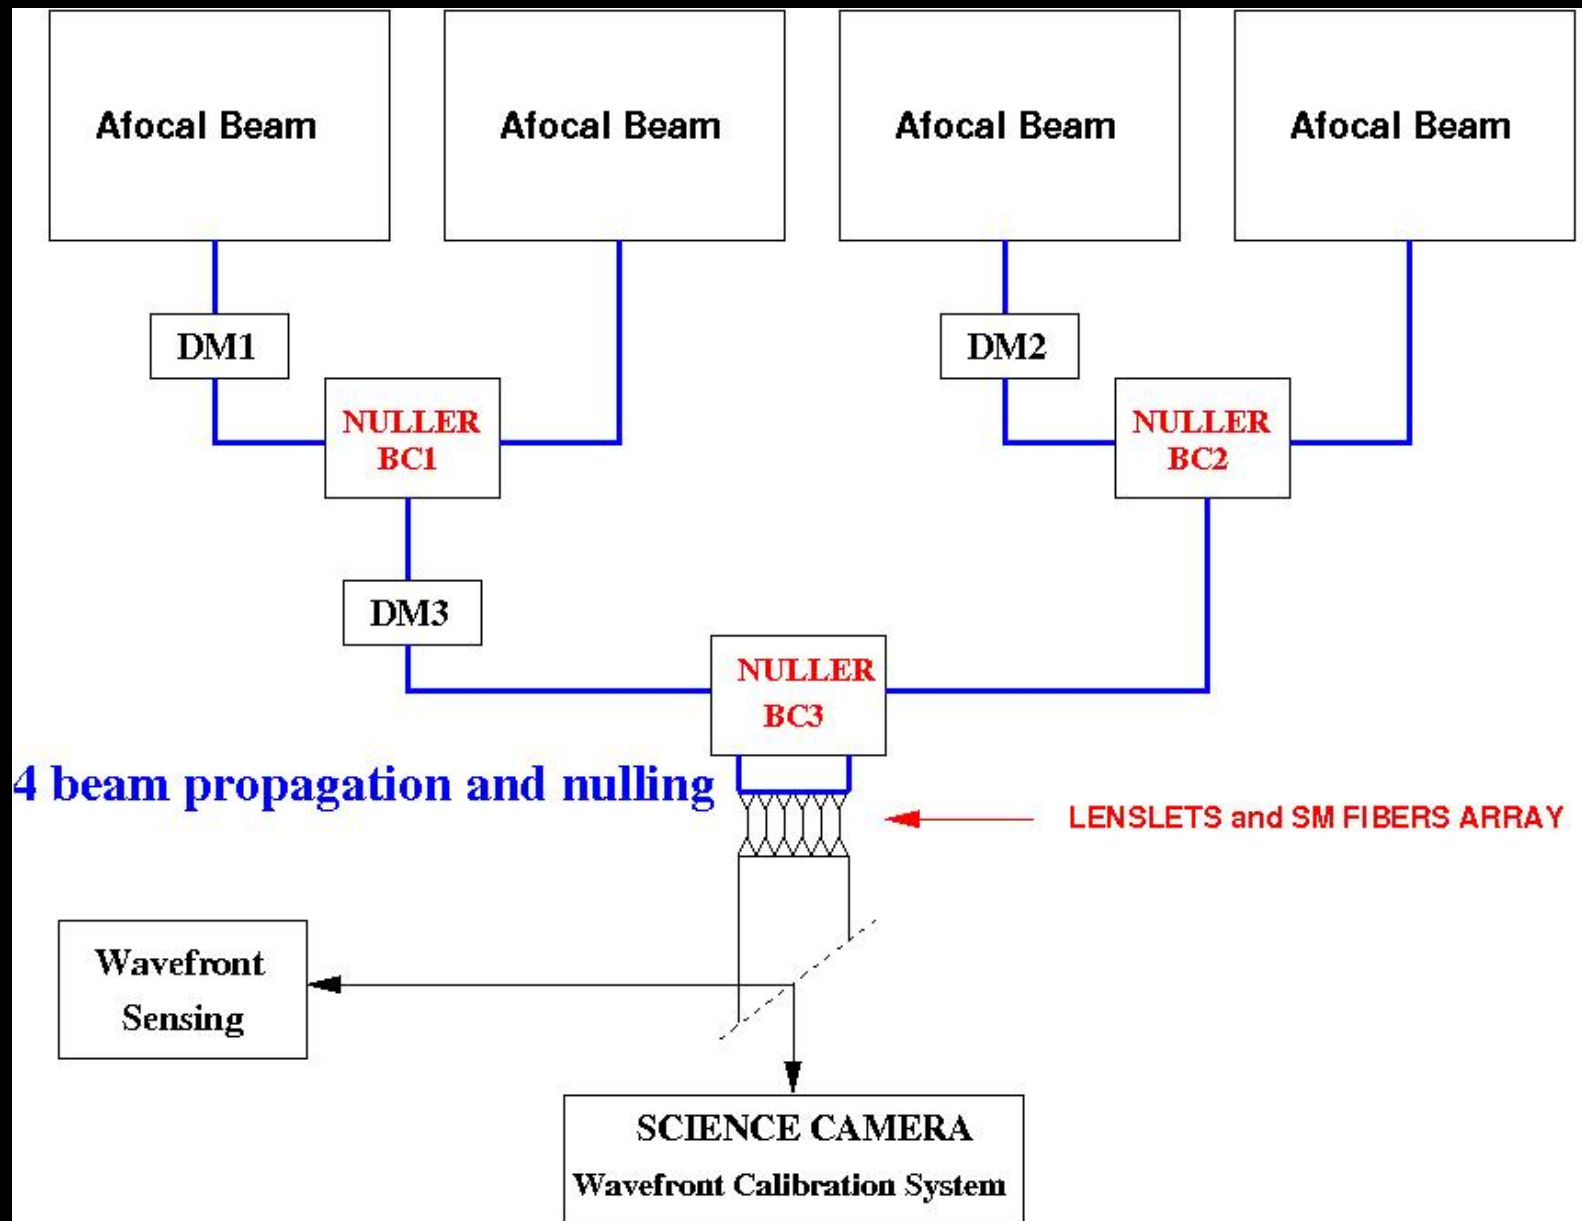 Afocal Beam
Afocal Beam
Afocal Beam
Afocal Beam
DM1
DM2
NULLER
BC1
NULLER
BC2
DM3
NULLER
BC3
4 beam propagation and nulling
LENSLETS and SM FIBERS ARRAY
Wavefront
Sensing
SCIENCE CAMERA
Wavefront Calibration System